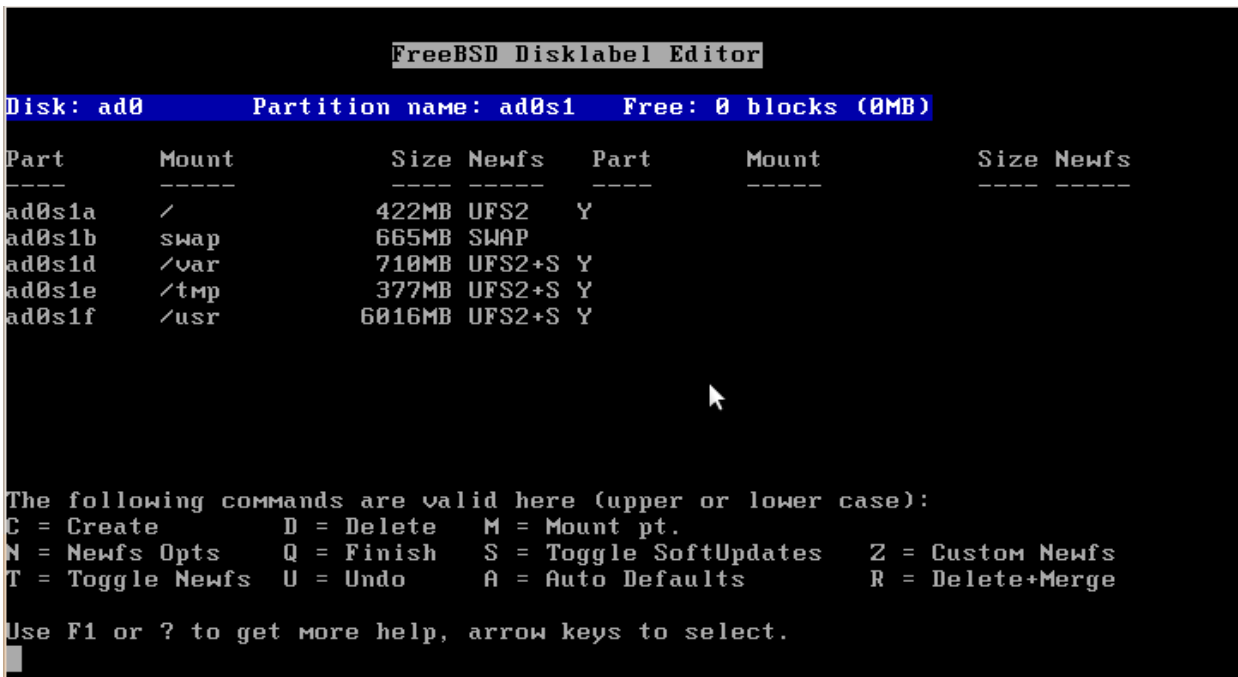 FreeBSD Disklabel Editor
Disk: ad0       Partition name: ad0s1   Free: 0 blocks (0MB)
Part      Mount          Size Newfs   Part      Mount          Size Newfs
----      -----          ---- -----   ----      -----          ---- -----
ad0s1a    /             422MB UFS2   Y
ad0s1b    swap          665MB SWAP
ad0s1d    /var          710MB UFS2+S Y
ad0s1e    /tmp          377MB UFS2+S Y
ad0s1f    /usr         6016MB UFS2+S Y
The following commands are valid here (upper or lower case):
C = Create        D = Delete   M = Mount pt.
N = Newfs Opts    Q = Finish   S = Toggle SoftUpdates   Z = Custom Newfs
T = Toggle Newfs  U = Undo     A = Auto Defaults        R = Delete+Merge
Use F1 or ? to get more help, arrow keys to select.